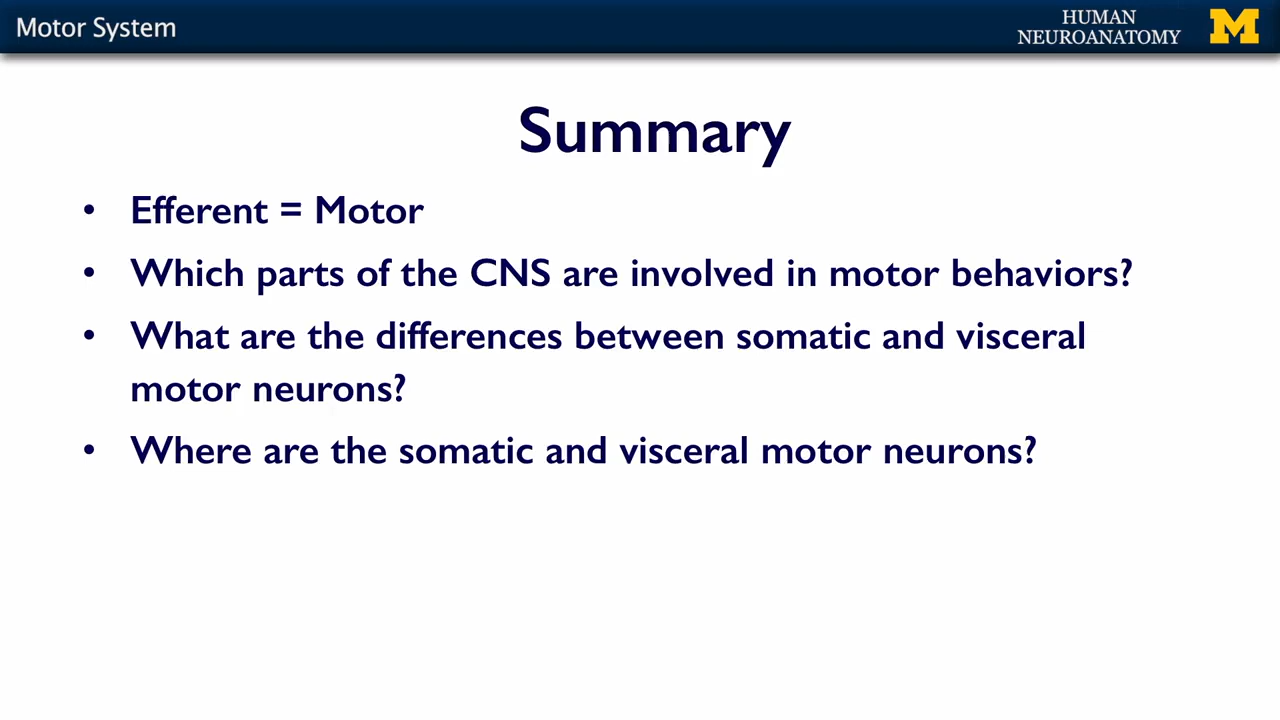 Motor System
HUMAN
NEUROANATOMY
M
Summary
• Efferent = Motor
• Which parts of the CNS are involved in motor behaviors?
• What are the differences between somatic and visceral
motor neurons?
• Where are the somatic and visceral motor neurons?